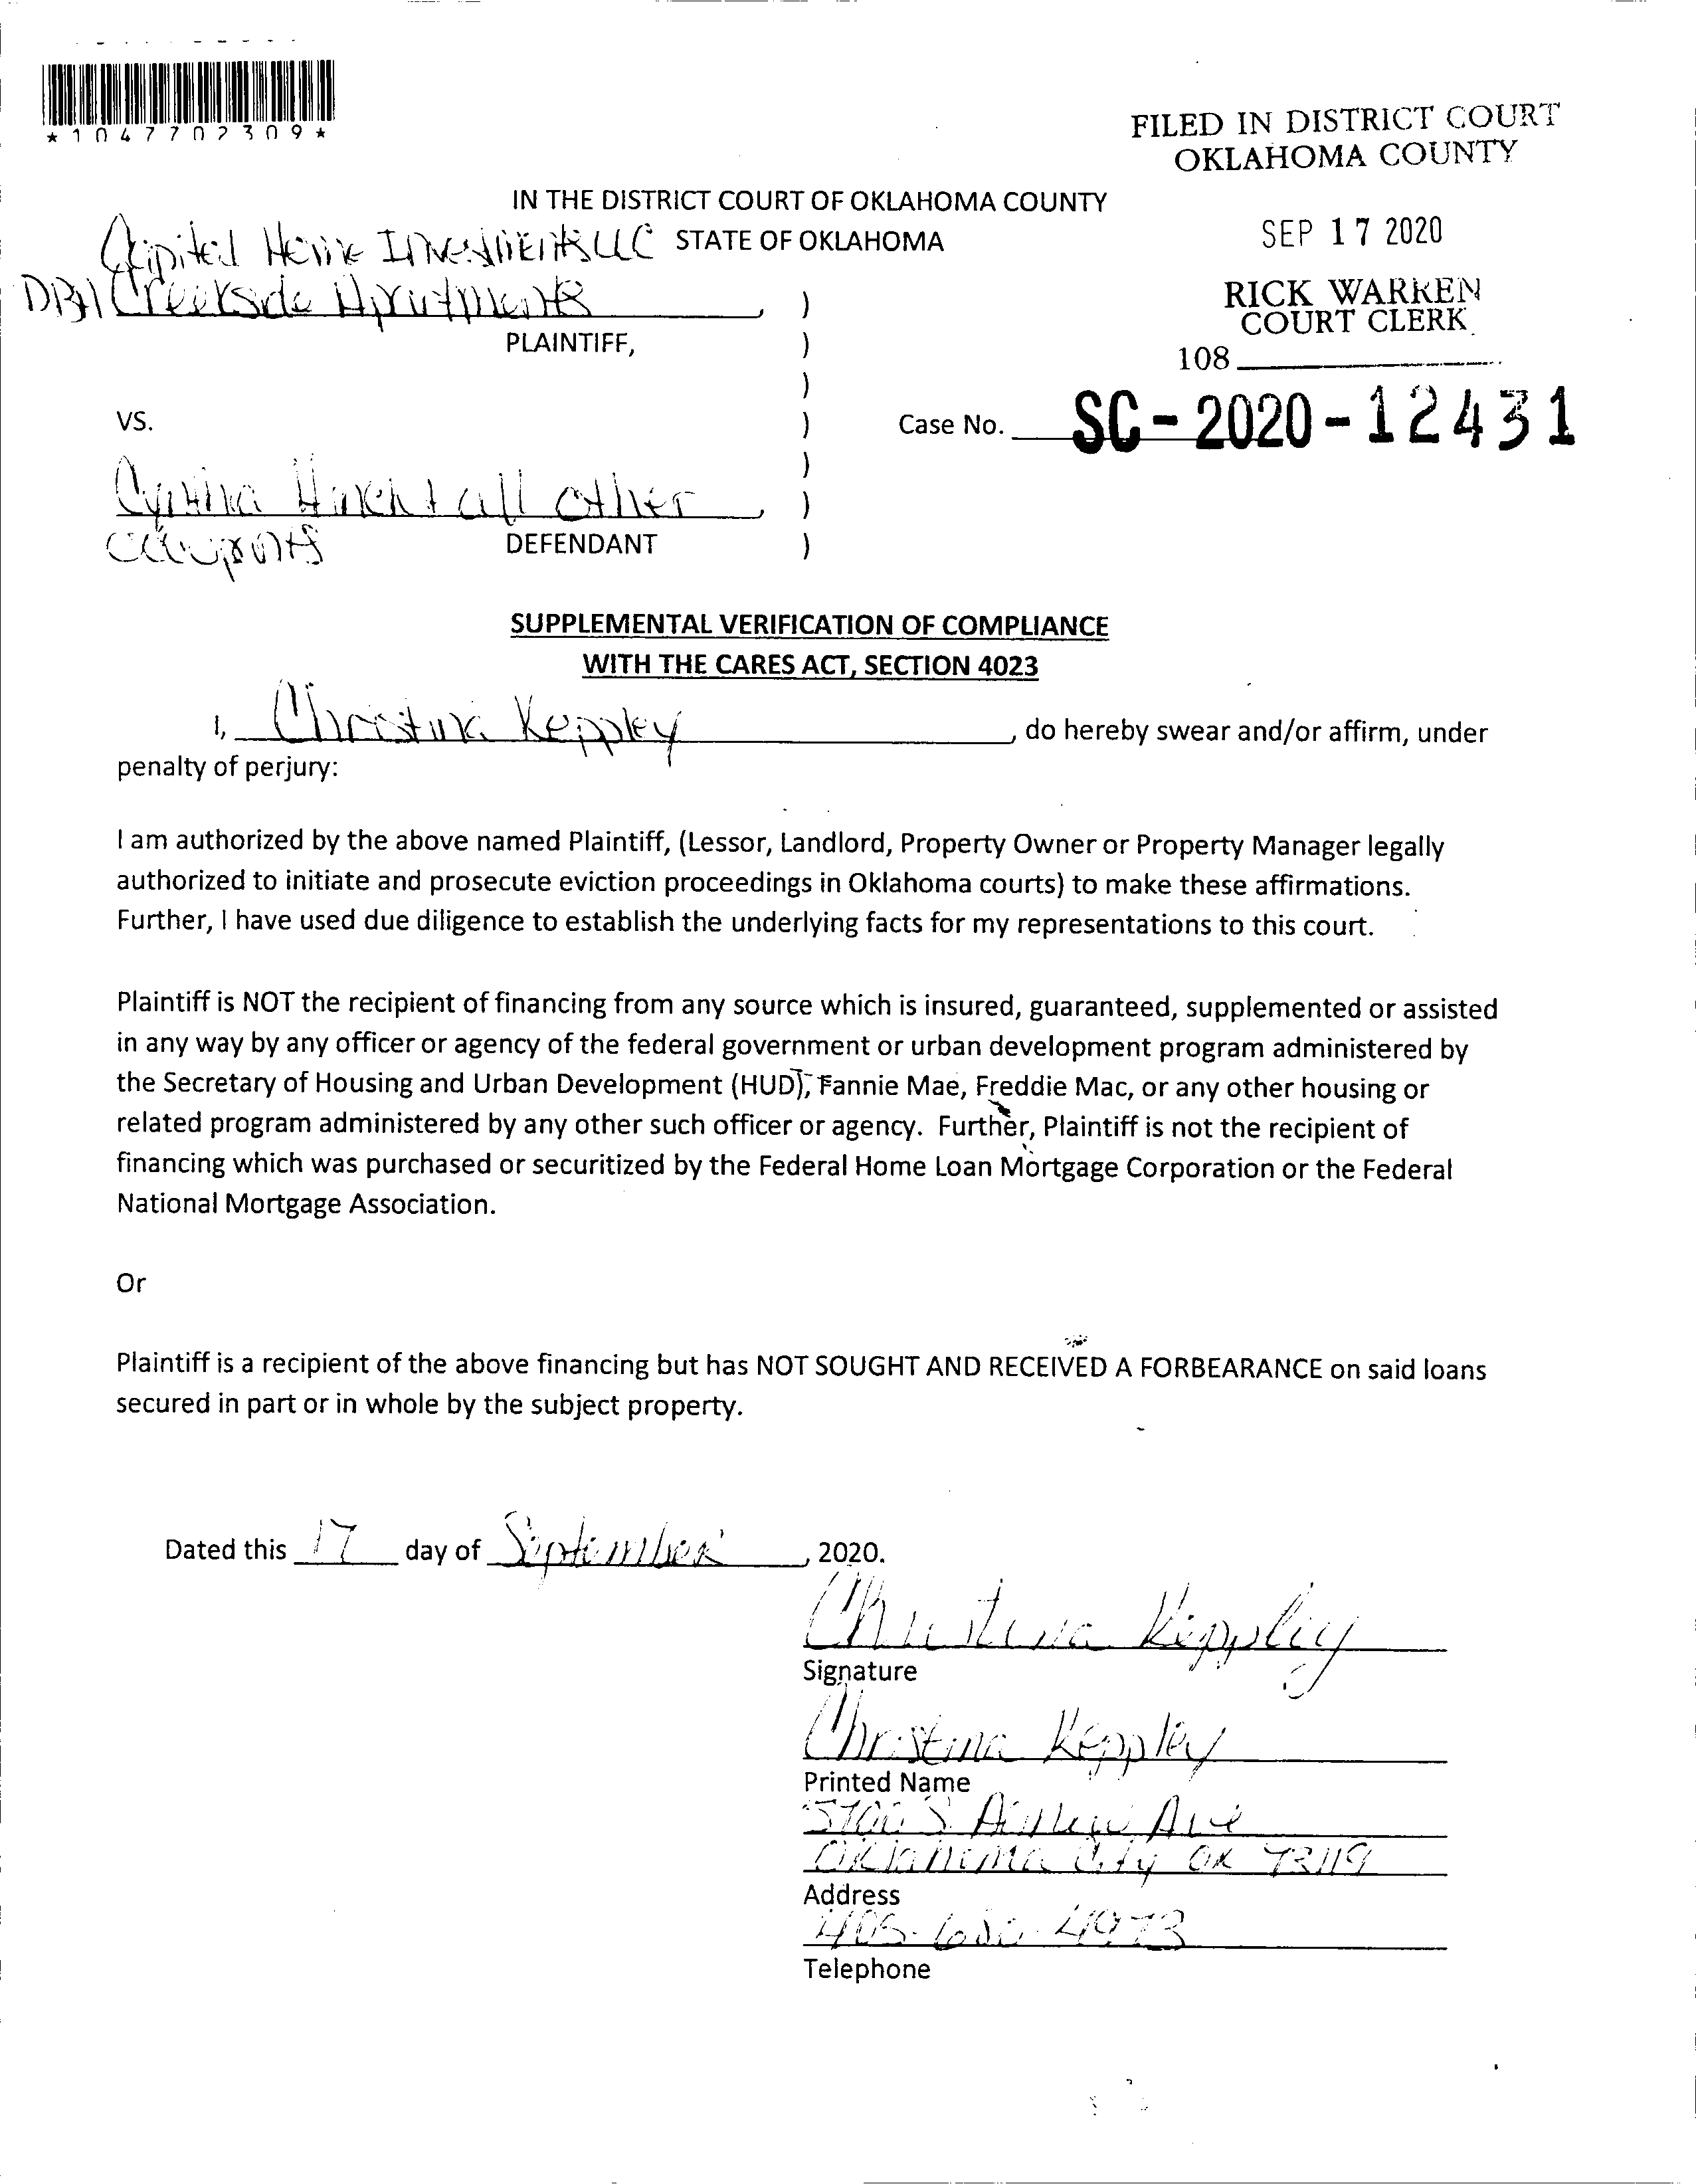 *1047702309*
FILED IN DISTRICT COURT
OKLAHOMA COUNTY
SEP 17 2020
RICK WARREN
COURT CLERK
108
IN THE DISTRICT COURT OF OKLAHOMA COUNTY
STATE OF OKLAHOMA
Capital Home Investments LLC
DBA Creekside Apartments
)
PLAINTIFF, )
)
VS. ) Case No. SC-2020-12431
)
Cynthia & all other , )
DEFENDANT )
SUPPLEMENTAL VERIFICATION OF COMPLIANCE
WITH THE CARES ACT, SECTION 4023
I, Christina Keppley, do hereby swear and/or affirm, under
penalty of perjury:
I am authorized by the above named Plaintiff, (Lessor, Landlord, Property Owner or Property Manager legally
authorized to initiate and prosecute eviction proceedings in Oklahoma courts) to make these affirmations.
Further, I have used due diligence to establish the underlying facts for my representations to this court.
Plaintiff is NOT the recipient of financing from any source which is insured, guaranteed, supplemented or assisted
in any way by any officer or agency of the federal government or urban development program administered by
the Secretary of Housing and Urban Development (HUD), Fannie Mae, Freddie Mac, or any other housing or
related program administered by any other such officer or agency. Further, Plaintiff is not the recipient of
financing which was purchased or securitized by the Federal Home Loan Mortgage Corporation or the Federal
National Mortgage Association.
Or
Plaintiff is a recipient of the above financing but has NOT SOUGHT AND RECEIVED A FORBEARANCE on said loans
secured in part or in whole by the subject property.
Dated this 17 day of September, 2020.
Christina Keppley
Signature
Christina Keppley
Printed Name
S Ave
Oklahoma City OK 73119
Address
405- 4973
Telephone